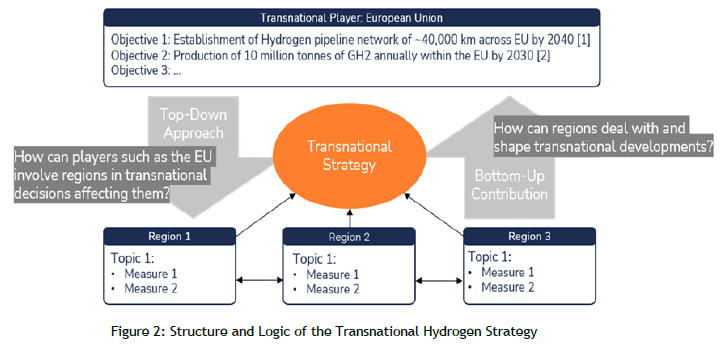 Transnational Player: European Union
Objective 1: Establishment of Hydrogen pipeline network of ~40,000 km across EU by 2040 [1]
Objective 2: Production of 10 million tonnes of GH2 annually within the EU by 2030 [2]
Objective 3: ...
Top-Down
Approach
How can players such as the EU
involve regions in transnational
decisions affecting them?
Transnational
Strategy
How can regions deal with and
shape transnational developments?
Bottom-Up
Contribution
Region 1
Topic 1:
• Measure 1
• Measure 2
Region 2
Topic 1:
• Measure 1
• Measure 2
Region 3
Topic 1:
• Measure 1
• Measure 2
Figure 2: Structure and Logic of the Transnational Hydrogen Strategy